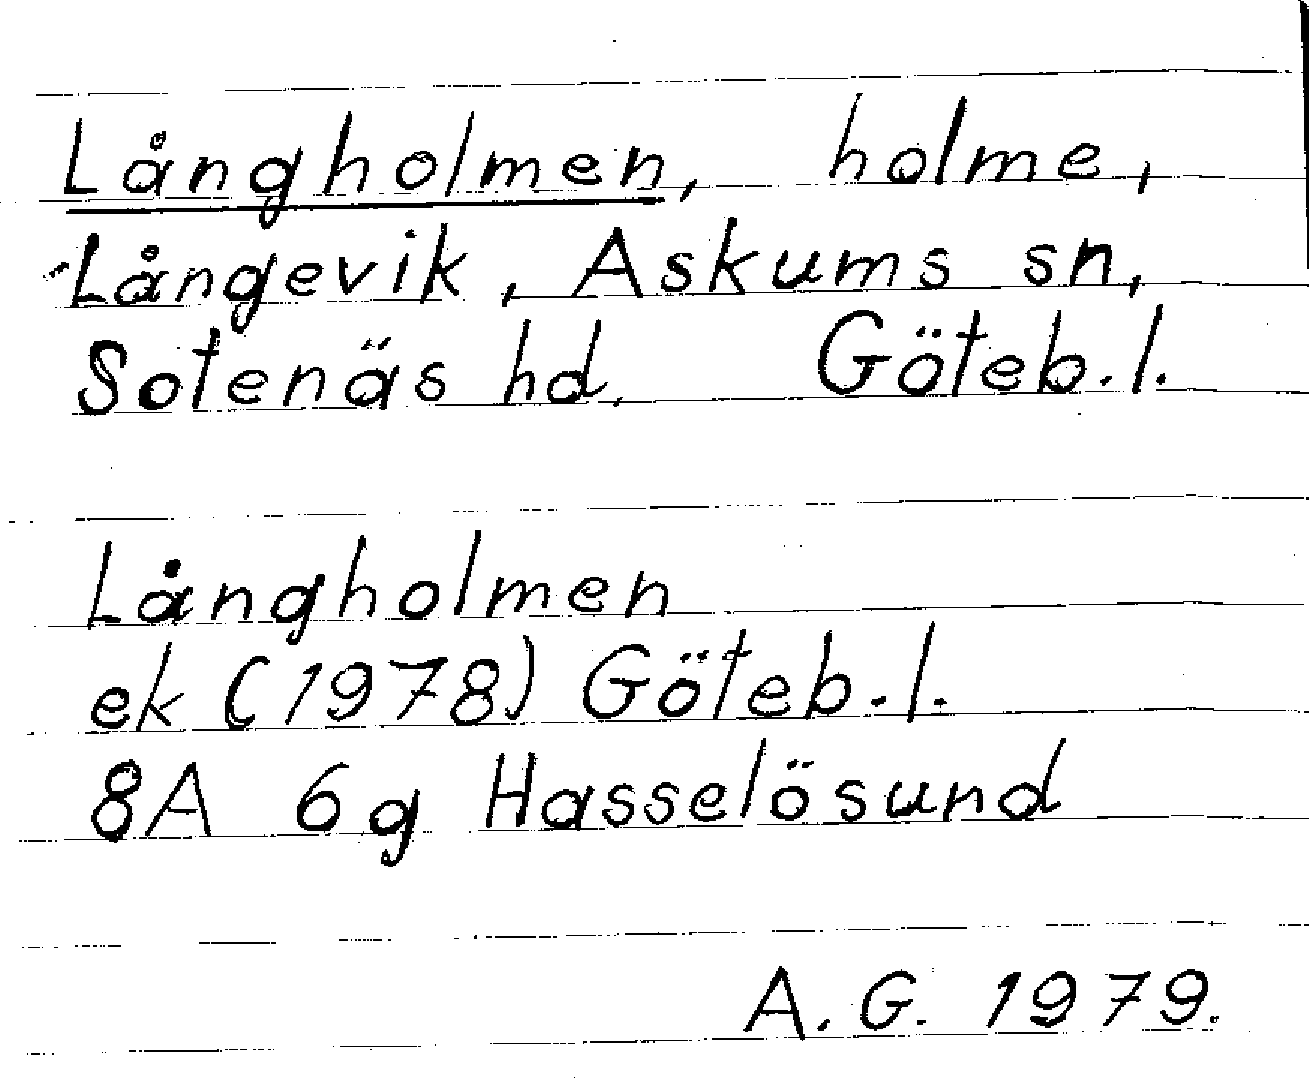 Långholmen, holme,
Långevik, Askums sn,
Sotenäs hd. Göteb.l.
Långholmen
ek (1978) Göteb.l.
8A 6g Hasselösund
A.G. 1979.